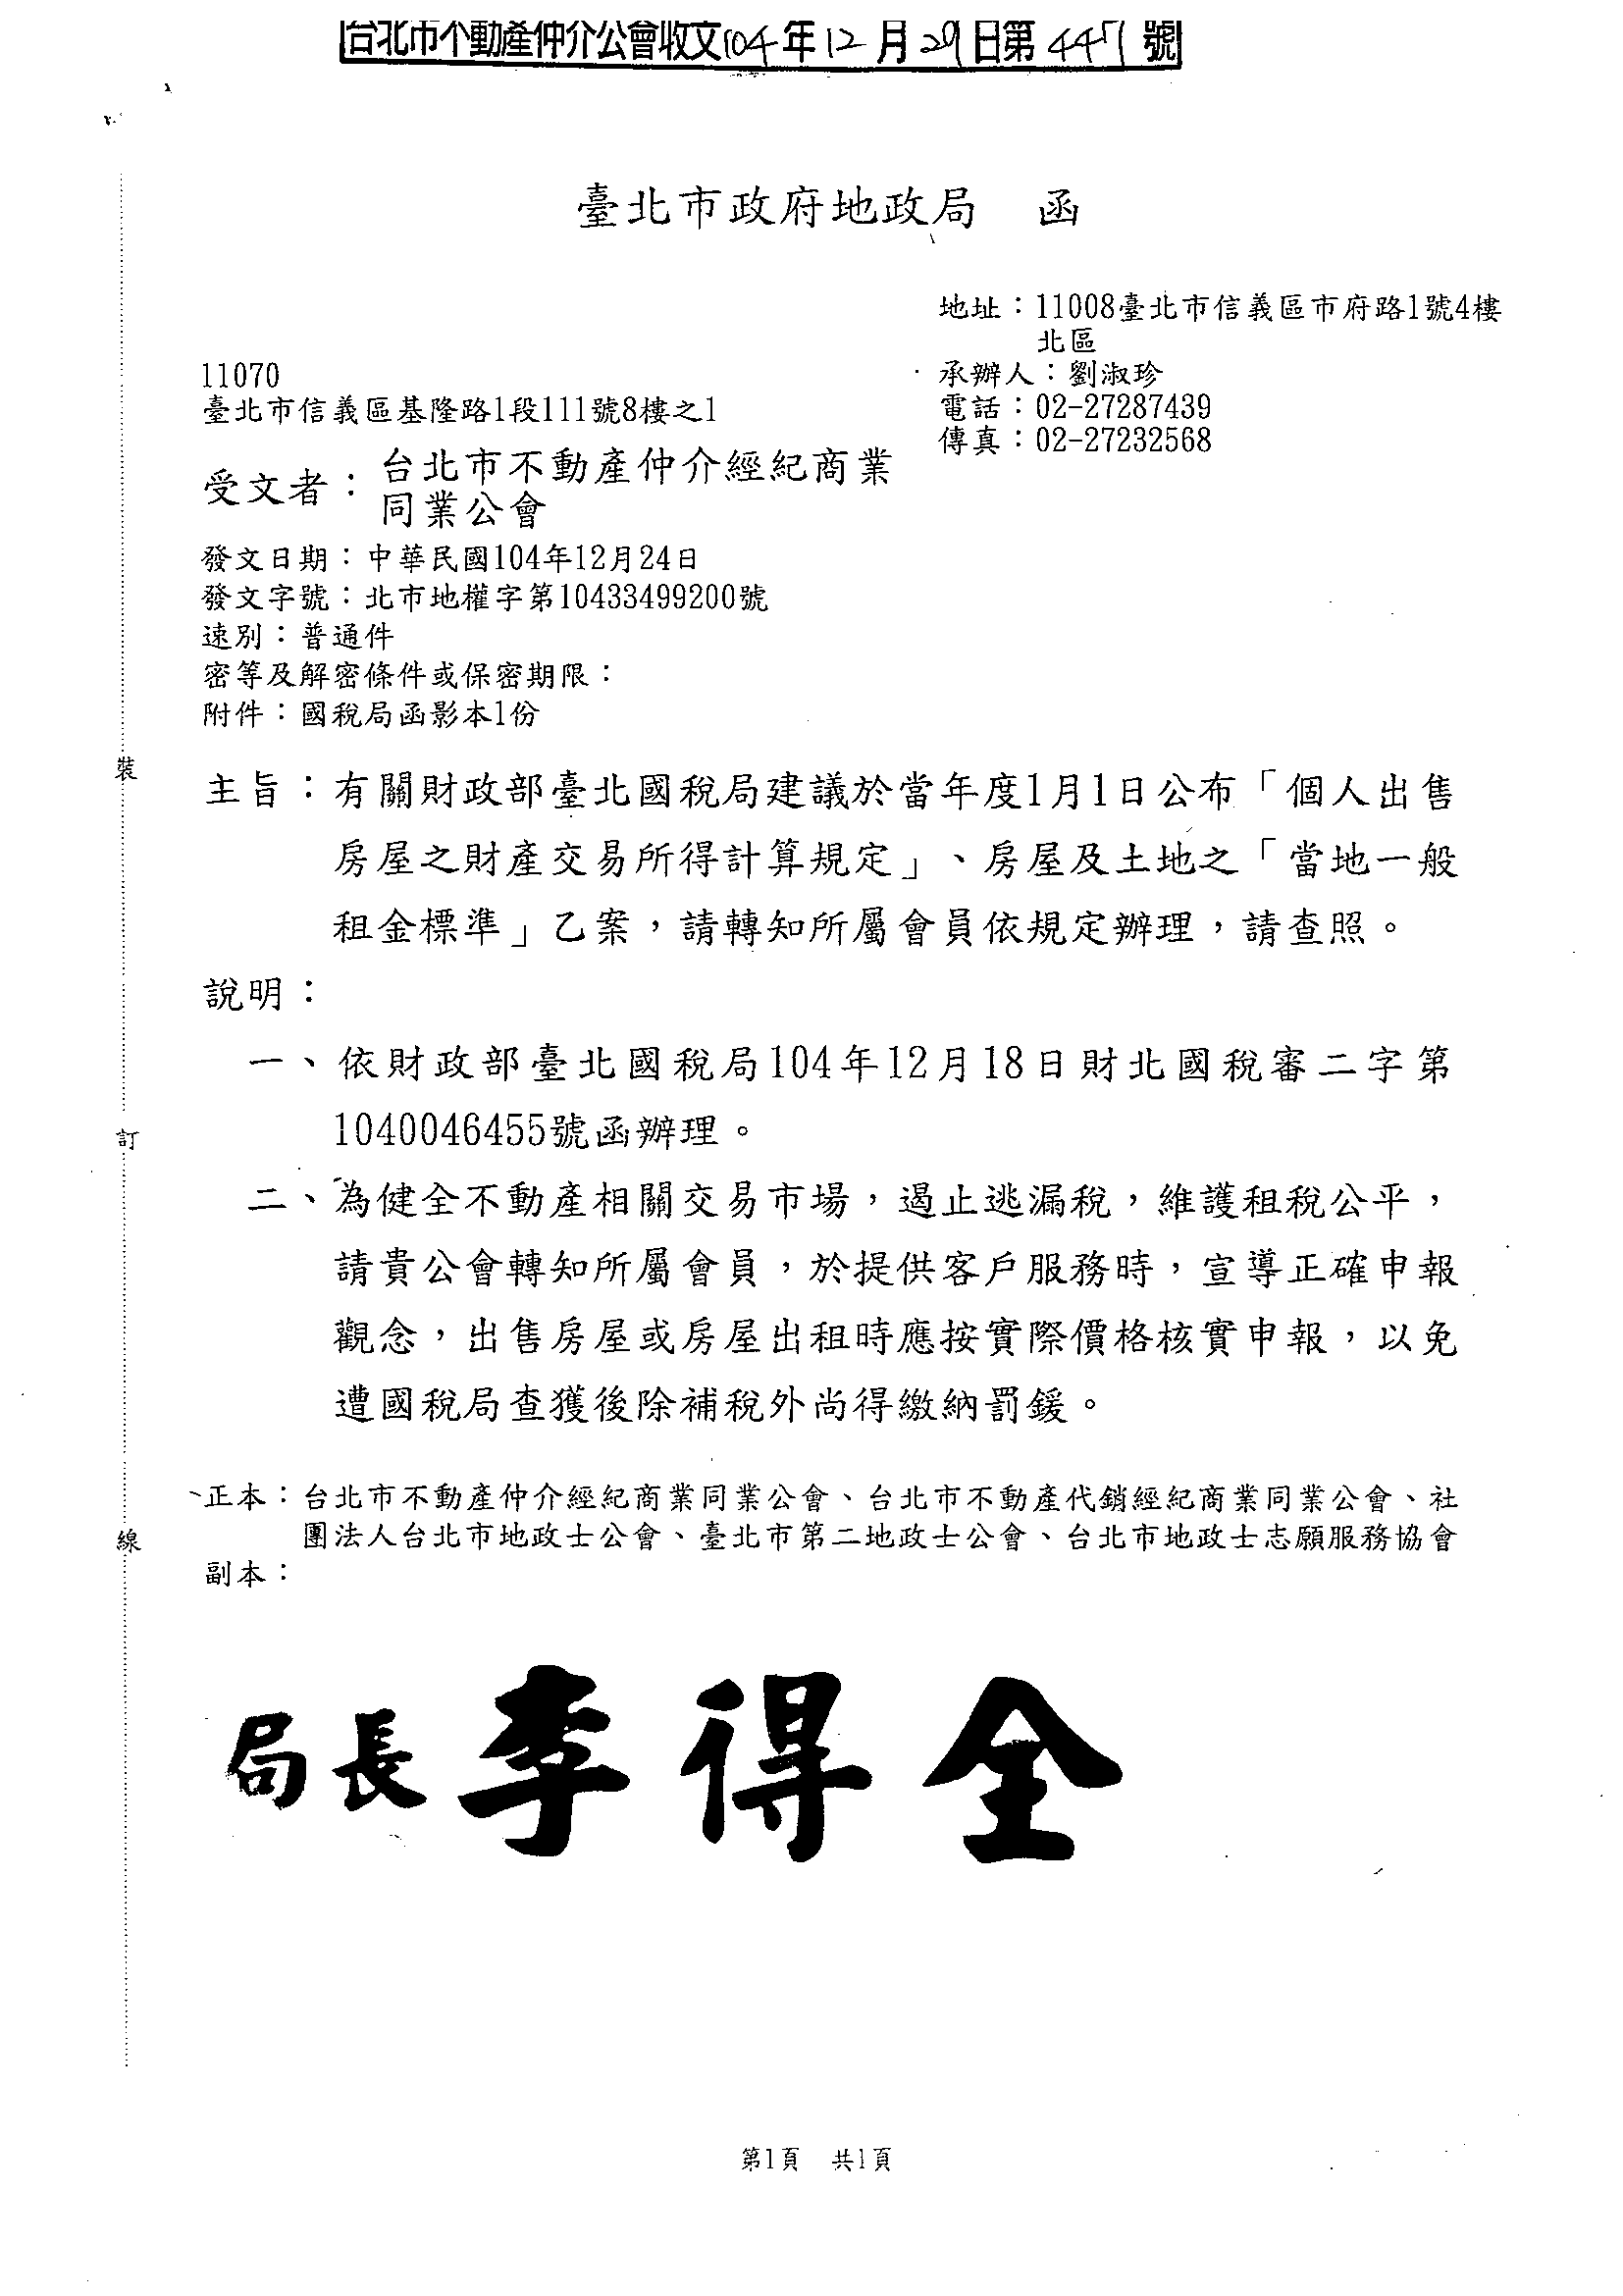 台北市不動產仲介公會收文104年12月29日第4451號
臺北市政府地政局 函
地址：11008臺北市信義區市府路1號4樓
北區
承辦人：劉淑珍
電話：02-27287439
傳真：02-27232568
11070
臺北市信義區基隆路1段111號8樓之1
受文者：台北市不動產仲介經紀商業
同業公會
發文日期：中華民國104年12月24日
發文字號：北市地權字第10433499200號
速別：普通件
密等及解密條件或保密期限：
附件：國稅局函影本1份
主旨：有關財政部臺北國稅局建議於當年度1月1日公布「個人出售
房屋之財產交易所得計算規定」、房屋及土地之「當地一般
租金標準」乙案，請轉知所屬會員依規定辦理，請查照。
說明：
一、依財政部臺北國稅局104年12月18日財北國稅審二字第
1040046455號函辦理。
二、為健全不動產相關交易市場，遏止逃漏稅，維護租稅公平，
請貴公會轉知所屬會員，於提供客戶服務時，宣導正確申報
觀念，出售房屋或房屋出租時應按實際價格核實申報，以免
遭國稅局查獲後除補稅外尚得繳納罰鍰。
正本：台北市不動產仲介經紀商業同業公會、台北市不動產代銷經紀商業同業公會、社
團法人台北市地政士公會、臺北市第二地政士公會、台北市地政士志願服務協會
副本：
局長 李得全
裝
訂
線
第1頁 共1頁